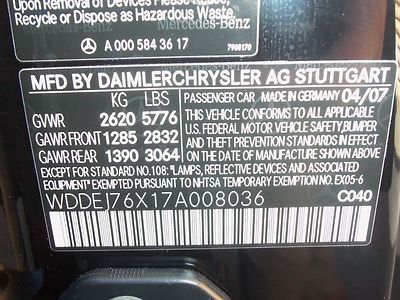 Upon Removal of Devices Please Reuse,
Recycle or Dispose as Hazardous Waste.
Mercedes-Benz
A 000 584 36 17
7908170
Mercedes-Benz
MFD BY DAIMLERCHRYSLER AG STUTTGART
KG LBS
PASSENGER CAR MADE IN GERMANY 04/07
GVWR 2620 5776
GAWR FRONT 1285 2832
GAWR REAR 1390 3064
THIS VEHICLE CONFORMS TO ALL APPLICABLE
U.S. FEDERAL MOTOR VEHICLE SAFETY, BUMPER
AND THEFT PREVENTION STANDARDS
IN EFFECT ON THE DATE OF MANUFACTURE SHOWN ABOVE
EXCEPT FOR STANDARD NO. 108: "LAMPS, REFLECTIVE DEVICES AND ASSOCIATED
EQUIPMENT" EXEMPTED PURSUANT TO NHTSA TEMPORARY EXEMPTION NO. EX05-6
WDDEJ76X17A008036
C040